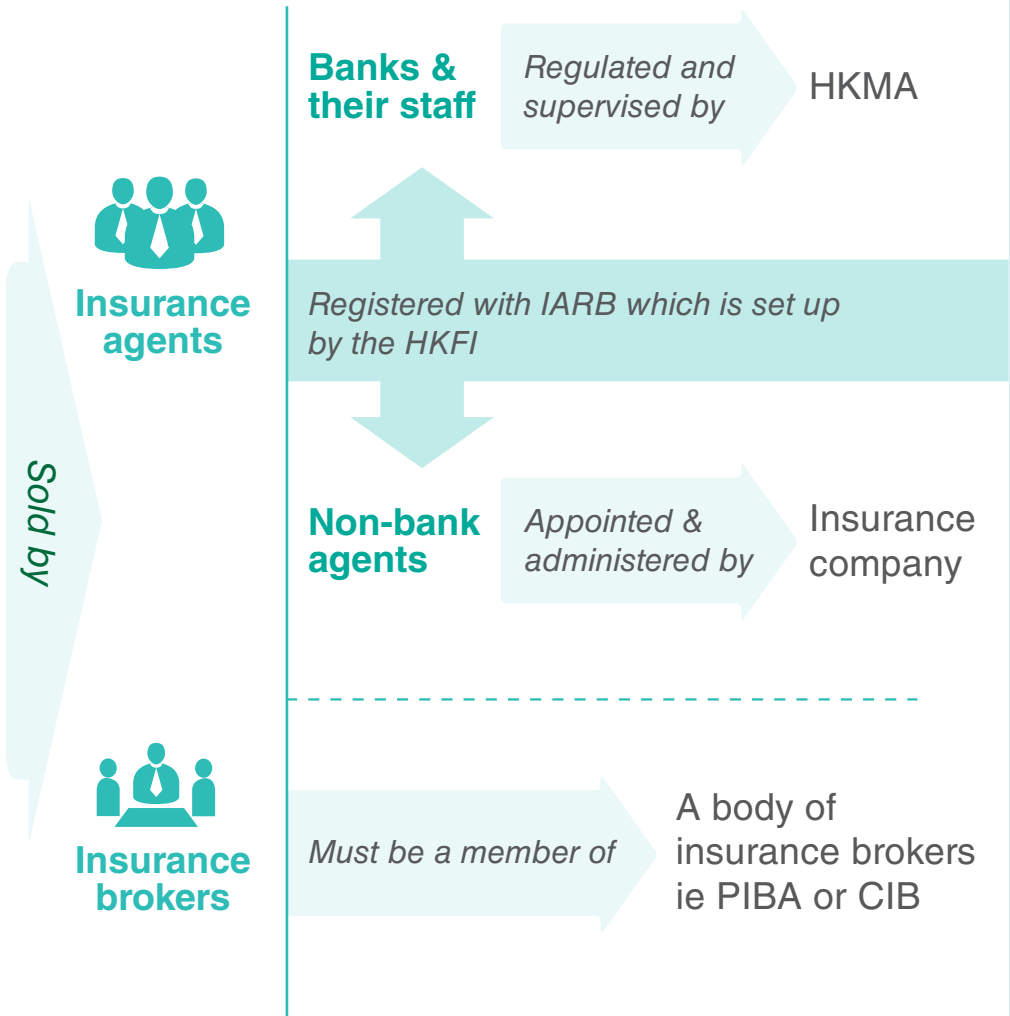 Sold by
Insurance
agents
Banks &
their staff
Regulated and
supervised by
HKMA
Registered with IARB which is set up
by the HKFI
Non-bank
agents
Appointed &
administered by
Insurance
company
Insurance
brokers
Must be a member of
A body of
insurance brokers
ie PIBA or CIB